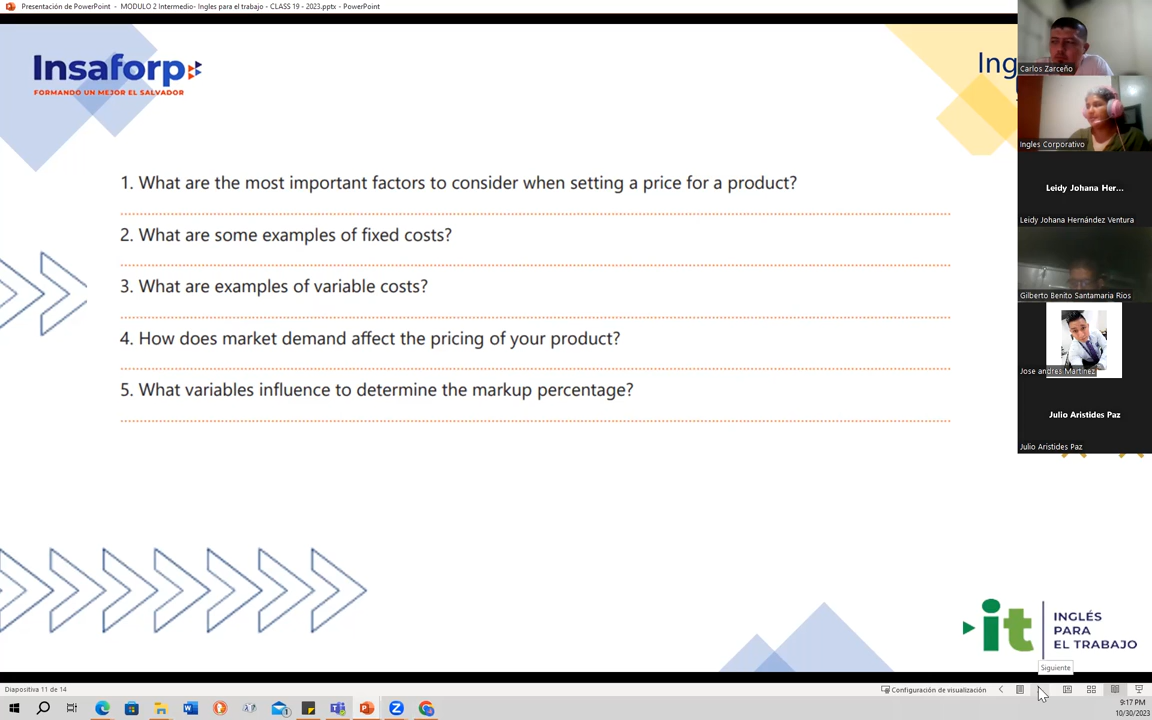 Presentación de PowerPoint - MODULO 2 Intermedio- Ingles para el trabajo - CLASS 19 - 2023.pptx - PowerPoint
Insaforp
FORMANDO UN MEJOR EL SALVADOR
Ing
1. What are the most important factors to consider when setting a price for a product?
2. What are some examples of fixed costs?
3. What are examples of variable costs?
4. How does market demand affect the pricing of your product?
5. What variables influence to determine the markup percentage?
Carlos Zarceño
Ingles Corporativo
Leidy Johana Her...
Leidy Johana Hernández Ventura
Gilberto Benito Santamaria Rios
Jose andres Martinez
Julio Aristides Paz
Julio Aristides Paz
it
INGLÉS
PARA
EL TRABAJO
Siguiente
Diapositiva 11 de 14
Configuración de visualización
9:17 PM
10/30/2023